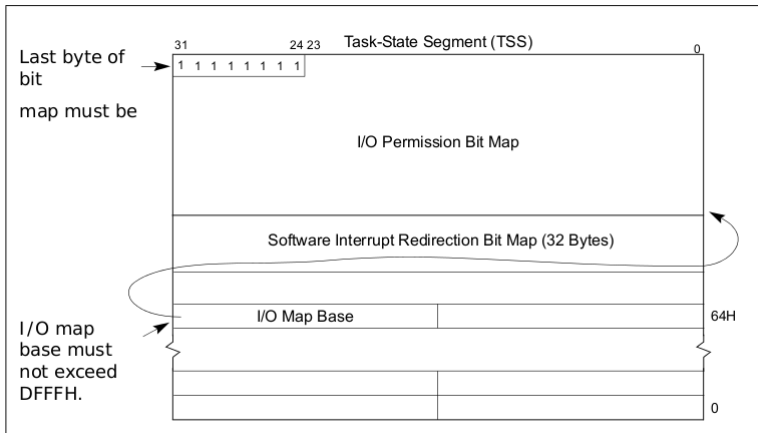 Task-State Segment (TSS)
31 24 23 0
Last byte of
bit
map must be
1 1 1 1 1 1 1 1
I/O Permission Bit Map
Software Interrupt Redirection Bit Map (32 Bytes)
I/O Map Base
64H
I/O map
base must
not exceed
DFFFH.
0